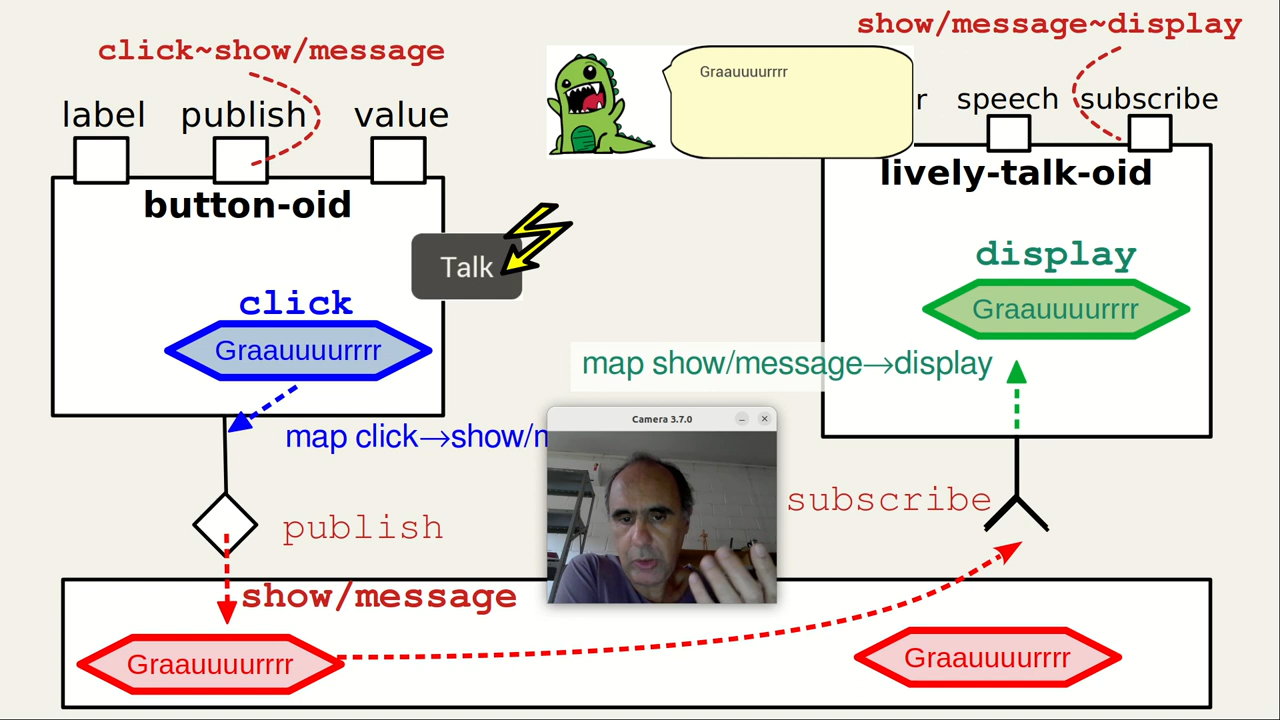 click~show/message
show/message~display
Graauuuurrrr
label publish value
r speech subscribe
button-oid
lively-talk-oid
Talk
display
click
Graauuuurrrr
Graauuuurrrr
map show/message→display
Camera 3.7.0
map click→show/m
subscribe
publish
show/message
Graauuuurrrr
Graauuuurrrr